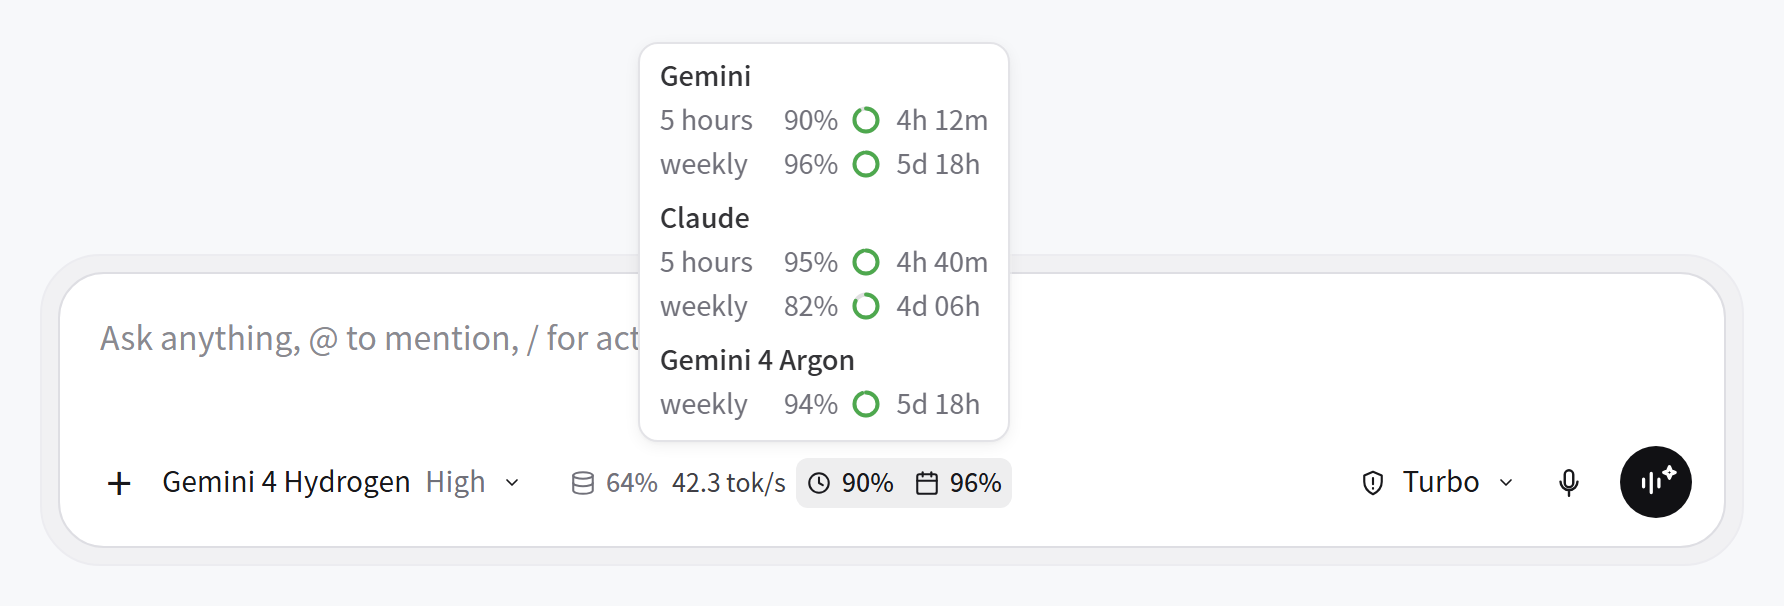 Gemini
5 hours 90% 4h 12m
weekly 96% 5d 18h
Claude
5 hours 95% 4h 40m
weekly 82% 4d 06h
Gemini 4 Argon
weekly 94% 5d 18h
Ask anything, @ to mention, / for act
Gemini 4 Hydrogen High 64% 42.3 tok/s 90% 96% Turbo